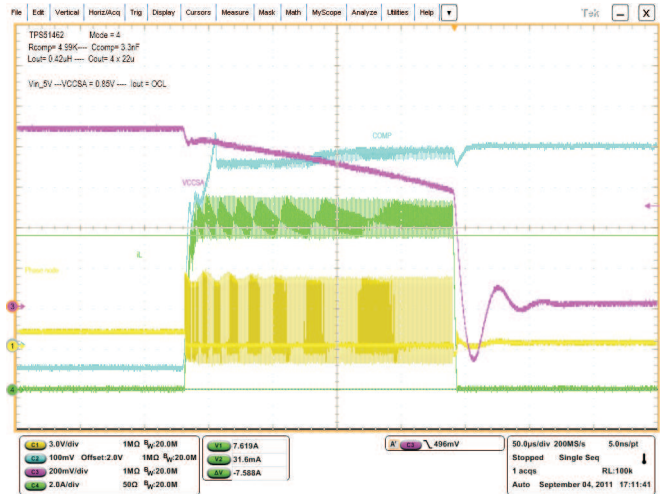 File Edit Vertical Horiz/Acq Trig Display Cursors Measure Mask Math MyScope Analyze Utilities Help Tek X
TPS51462 Mode = 4
Rcomp= 4.99K---- Ccomp= 3.3nF
Lout= 0.42uH ---- Cout= 4 x 22u
Vin_5V ---VCCSA = 0.85V ---- Iout = OCL
COMP
VCCSA
IL
Phase node
3
1
4
C1 3.0V/div 1MΩ BW:20.0M
C2 100mV Offset:2.0V 1MΩ BW:20.0M
C3 200mV/div 1MΩ BW:20.0M
C4 2.0A/div 50Ω BW:20.0M
V1 7.619A
V2 31.6mA
ΔV -7.588A
A' C3 496mV
50.0µs/div 200MS/s 5.0ns/pt
Stopped Single Seq
1 acqs RL:100k
Auto September 04, 2011 17:11:41